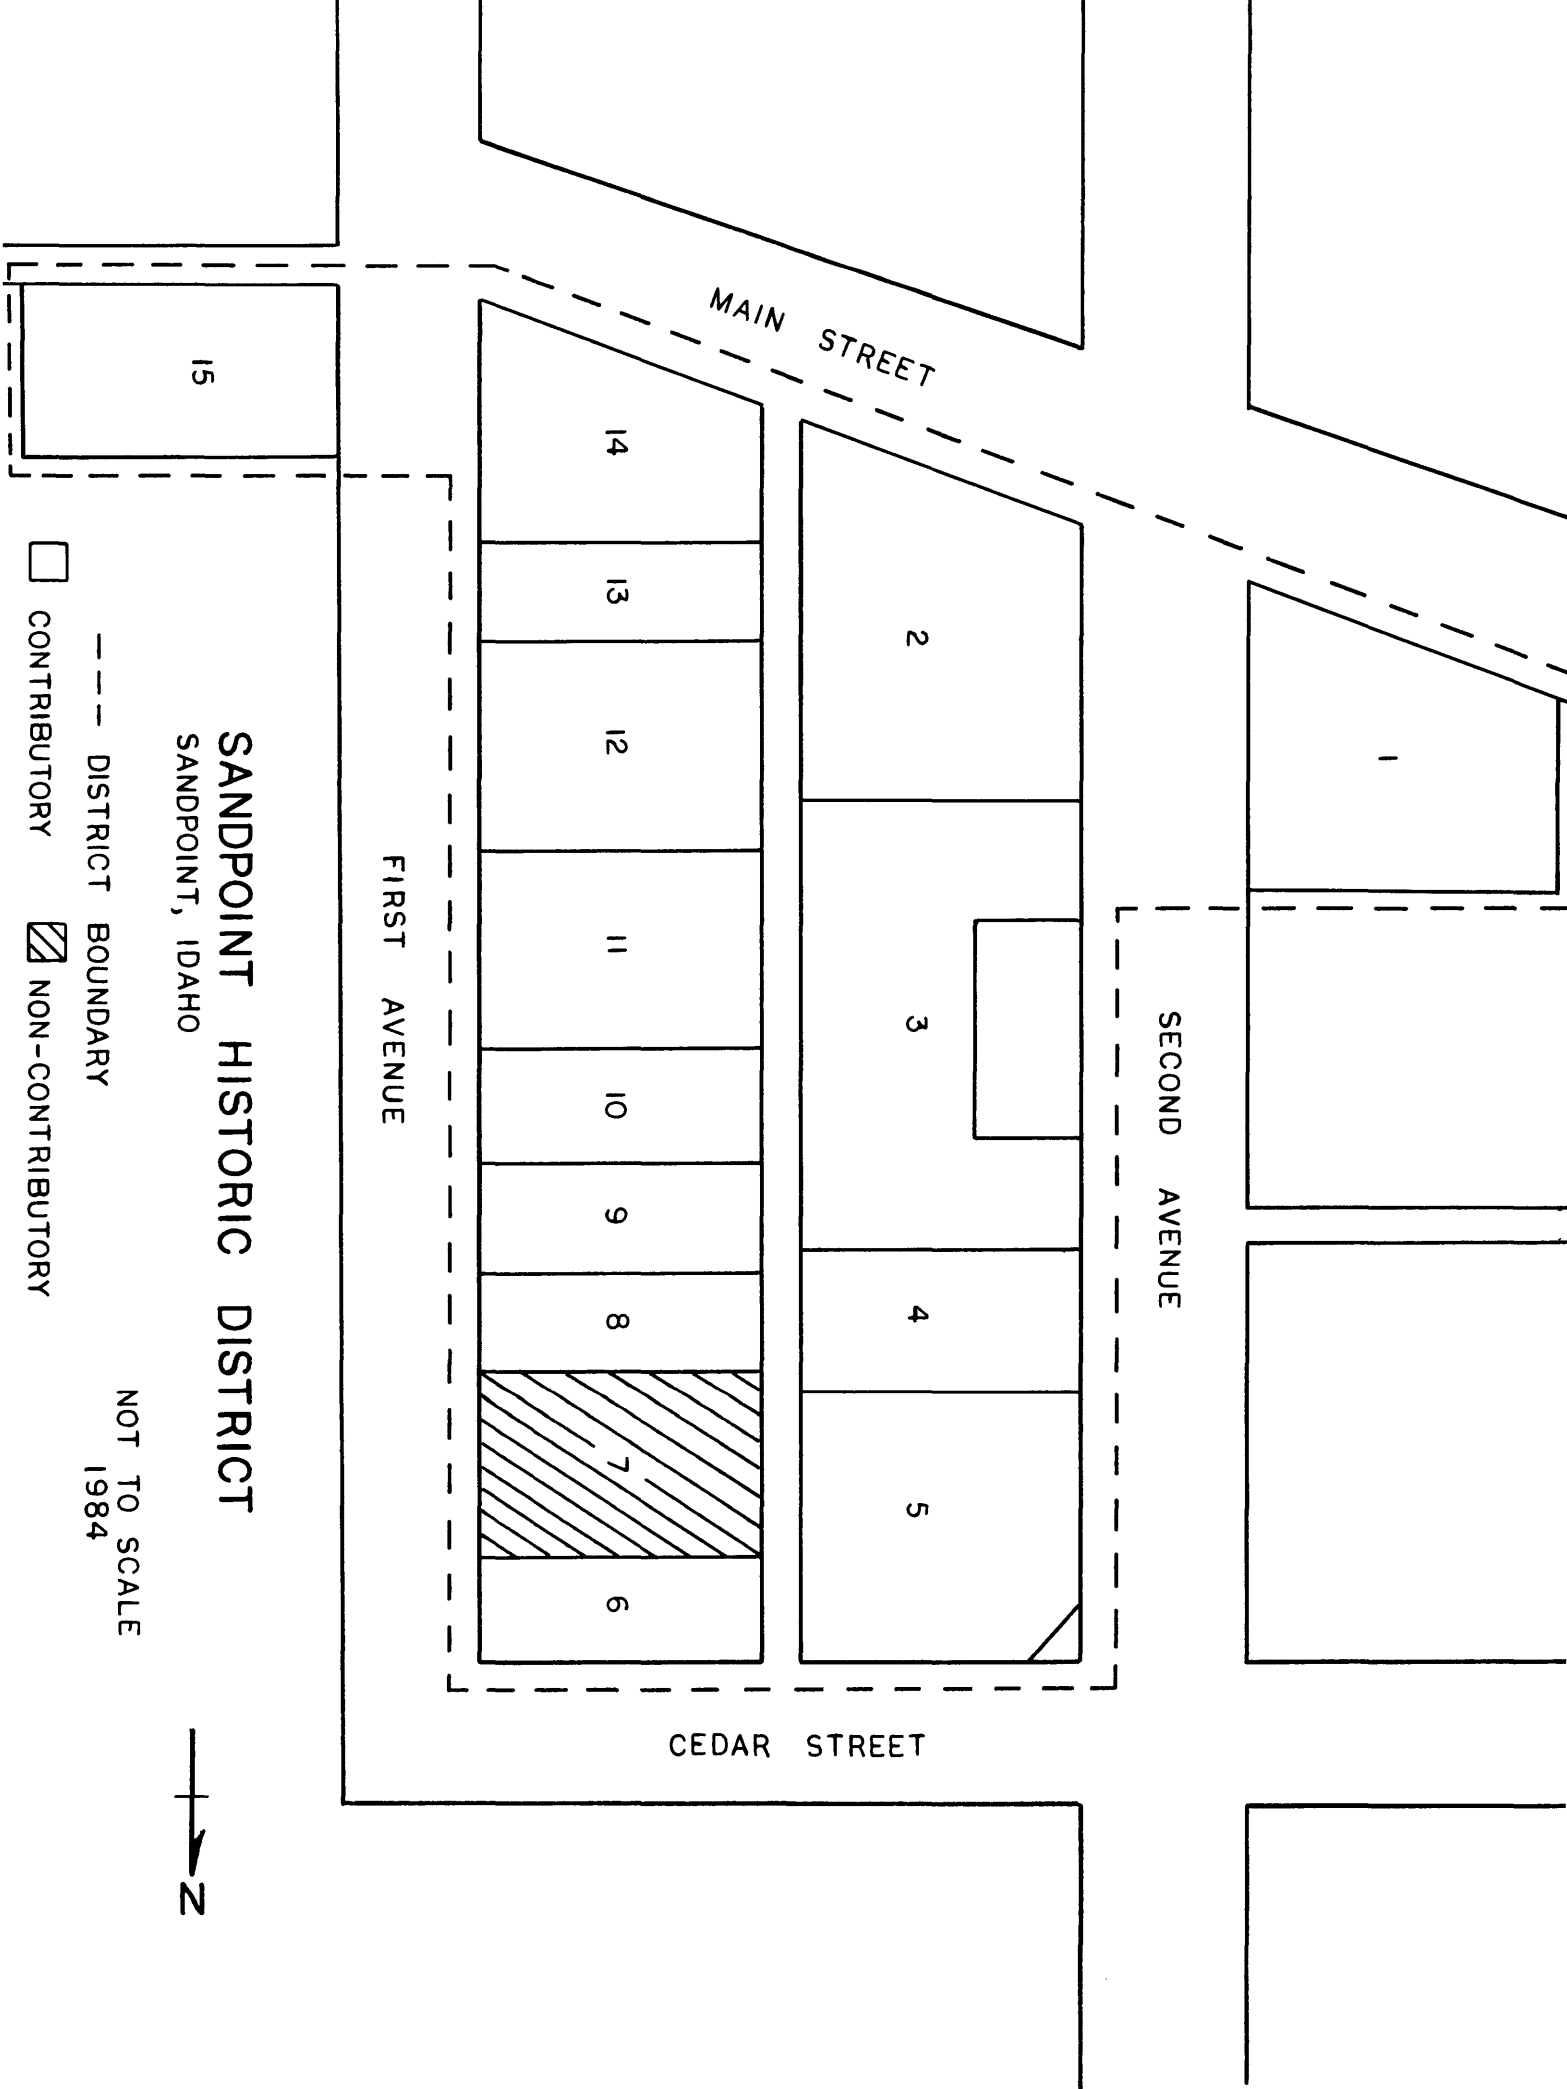 MAIN STREET
1
2
3
4
5
SECOND AVENUE
14
13
12
11
10
9
8
7
6
15
FIRST AVENUE
CEDAR STREET
SANDPOINT HISTORIC DISTRICT
SANDPOINT, IDAHO
--- DISTRICT BOUNDARY
CONTRIBUTORY
NON-CONTRIBUTORY
NOT TO SCALE
1984
N